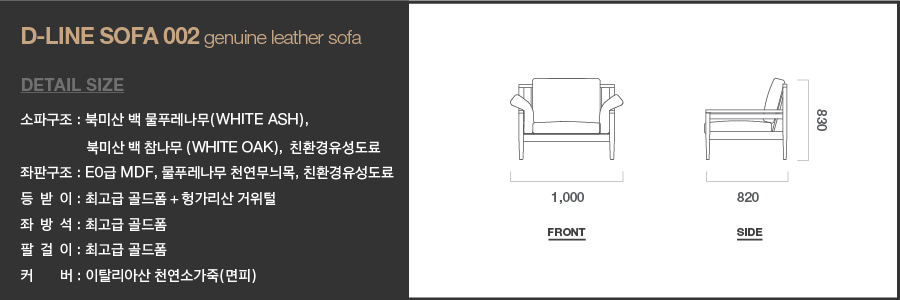 D-LINE SOFA 002 genuine leather sofa
DETAIL SIZE
소파구조 : 북미산 백 물푸레나무(WHITE ASH),
북미산 백 참나무 (WHITE OAK), 친환경유성도료
좌판구조 : E0급 MDF, 물푸레나무 천연무늬목, 친환경유성도료
등 받 이 : 최고급 골드폼 + 헝가리산 거위털
좌 방 석 : 최고급 골드폼
팔 걸 이 : 최고급 골드폼
커 버 : 이탈리아산 천연소가죽(면피)
830
1,000
820
FRONT
SIDE